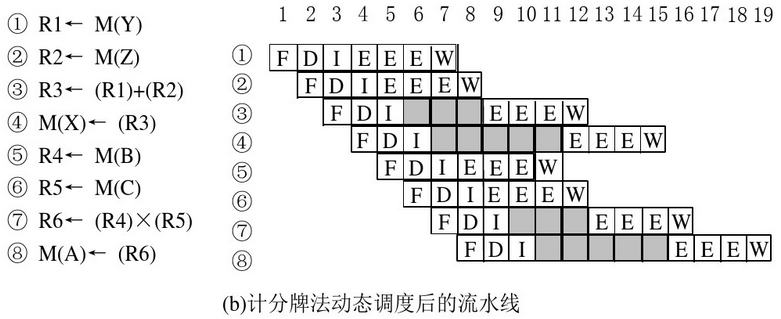 1 2 3 4 5 6 7 8 9 10 11 12 13 14 15 16 17 18 19
① R1← M(Y)
② R2← M(Z)
③ R3← (R1)+(R2)
④ M(X)← (R3)
⑤ R4← M(B)
⑥ R5← M(C)
⑦ R6← (R4)×(R5)
⑧ M(A)← (R6)
① F D I E E E W
② F D I E E E W
③ F D I E E E W
④ F D I E E E W
⑤ F D I E E E W
⑥ F D I E E E W
⑦ F D I E E E W
⑧ F D I E E E W
(b)计分牌法动态调度后的流水线